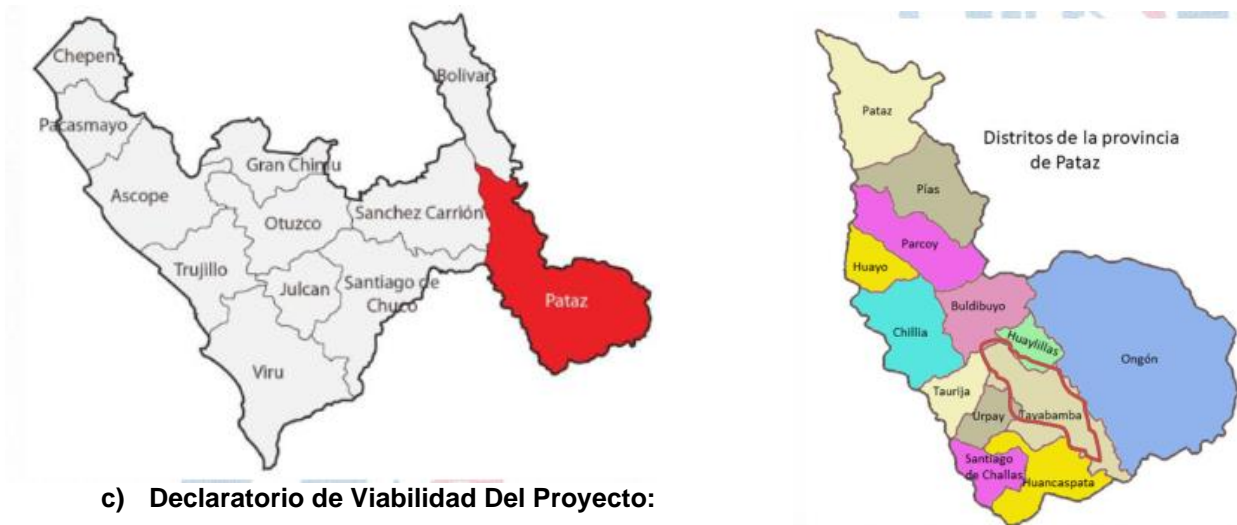 Chepen
Pacasmayo
Ascope
Gran Chimu
Otuzco
Trujillo
Julcan
Viru
Santiago de
Chuco
Sanchez Carrión
Bolívar
Pataz
Distritos de la provincia
de Pataz
Pataz
Pías
Parcoy
Huayo
Chillia
Buldibuyo
Huaylillas
Ongón
Taurija
Urpay
Tayabamba
Santiago
de Challas
Huancaspata
c) Declaratorio de Viabilidad Del Proyecto: